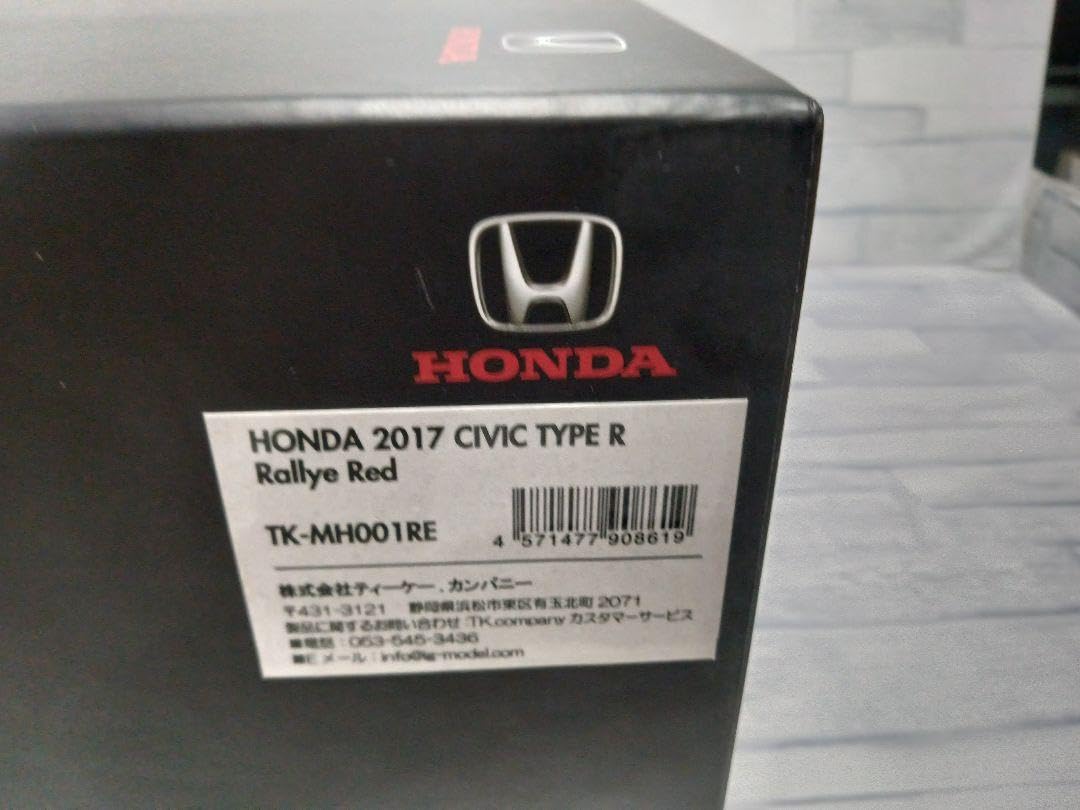 HONDA
HONDA
HONDA 2017 CIVIC TYPE R
Rallye Red
TK-MH001RE
4 571477 908619
株式会社ティーケー．カンパニー
〒431-3121 静岡県浜松市東区有玉北町 2071
製品に関するお問い合わせ:TK.company カスタマーサービス
■電話:053-545-3436
■Eメール:info@ig-model.com